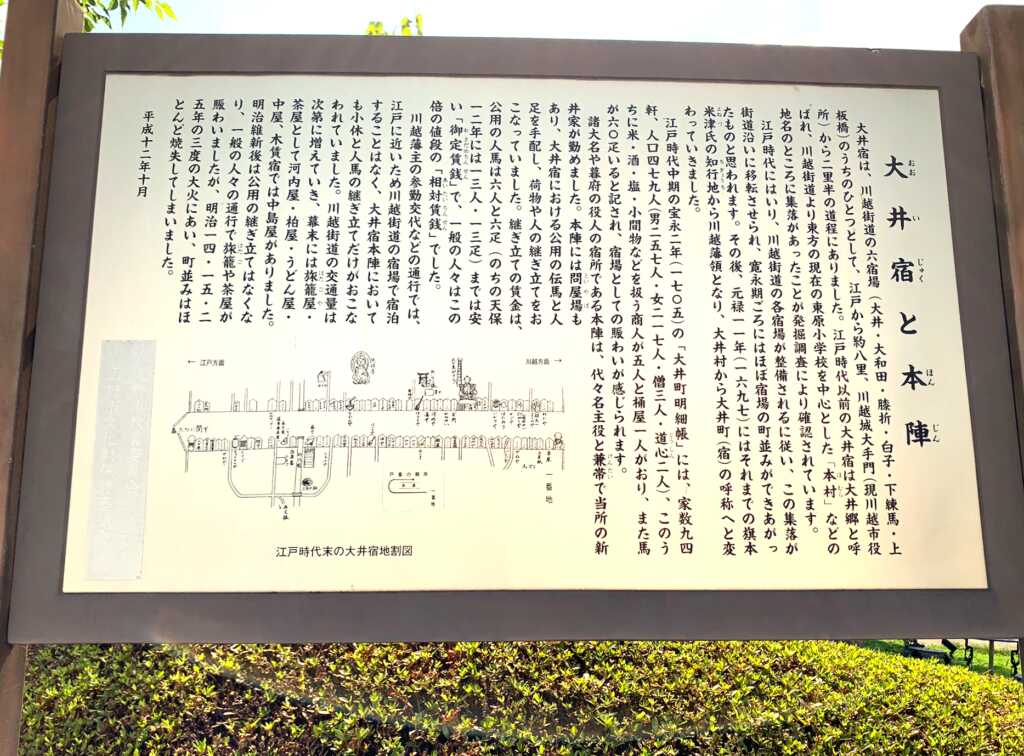 大井宿と本陣
大井宿は、川越街道の六宿場（大井・大和田・膝折・白子・下練馬・上
板橋）のうちのひとつとして、江戸から約八里、川越城大手門（現川越市役
所）から二里半の道程にありました。江戸時代以前の大井宿は大井郷と呼
ばれ、川越街道より東方の現在の東原小学校を中心とした「本村」などの
地名のところに集落があったことが発掘調査により確認されています。
江戸時代にはいり、川越街道の各宿場が整備されるに従い、この集落が
街道沿いに移転させられ、寛永期ごろにはほぼ宿場の町並みができあがっ
たものと思われます。その後、元禄一一年（一六九七）にはそれまでの旗本
米津氏の知行地から川越藩領となり、大井村から大井町（宿）の呼称へと変
わっていきました。
江戸時代中期の宝永二年（一七〇五）の「大井町明細帳」には、家数九四
軒、人口四七九人（男二五七人・女二一七人・僧三人・道心二人）、このう
ちに米・酒・塩・小間物などを扱う商人が五人と桶屋一人がおり、また馬
が六〇疋いると記され、宿場としての賑わいが感じられます。
諸大名や幕府の役人の宿所である本陣は、代々名主役と兼帯で当所の新
井家が勤めました。本陣には問屋場も
あり、大井宿における公用の伝馬と人
足を手配し、荷物や人の継ぎ立てをお
こなっていました。継ぎ立ての賃金は、
公用の人馬は六人と六疋（のちの天保
一二年には一三人・一三疋）までは安
い「御定賃銭」で、一般の人々はこの
倍の値段の「相対賃銭」でした。
川越藩主の参勤交代などの通行では、
江戸に近いため川越街道の宿場で宿泊
することはなく、大井宿本陣において
も小休と人馬の継ぎ立てだけがおこな
われていました。川越街道の交通量は
次第に増えていき、幕末には旅籠屋・
茶屋として河内屋・柏屋・うどん屋・
中屋、木賃宿では中島屋がありました。
明治維新後は公用の継ぎ立てはなくな
り、一般の人々の通行で旅籠や茶屋が
賑わいましたが、明治一四・一五・二
五年の三度の大火にあい、町並みはほ
とんど焼失してしまいました。
平成十二年十月
← 江戸方面
川越方面 →
一番地
江戸時代末の大井宿地割図